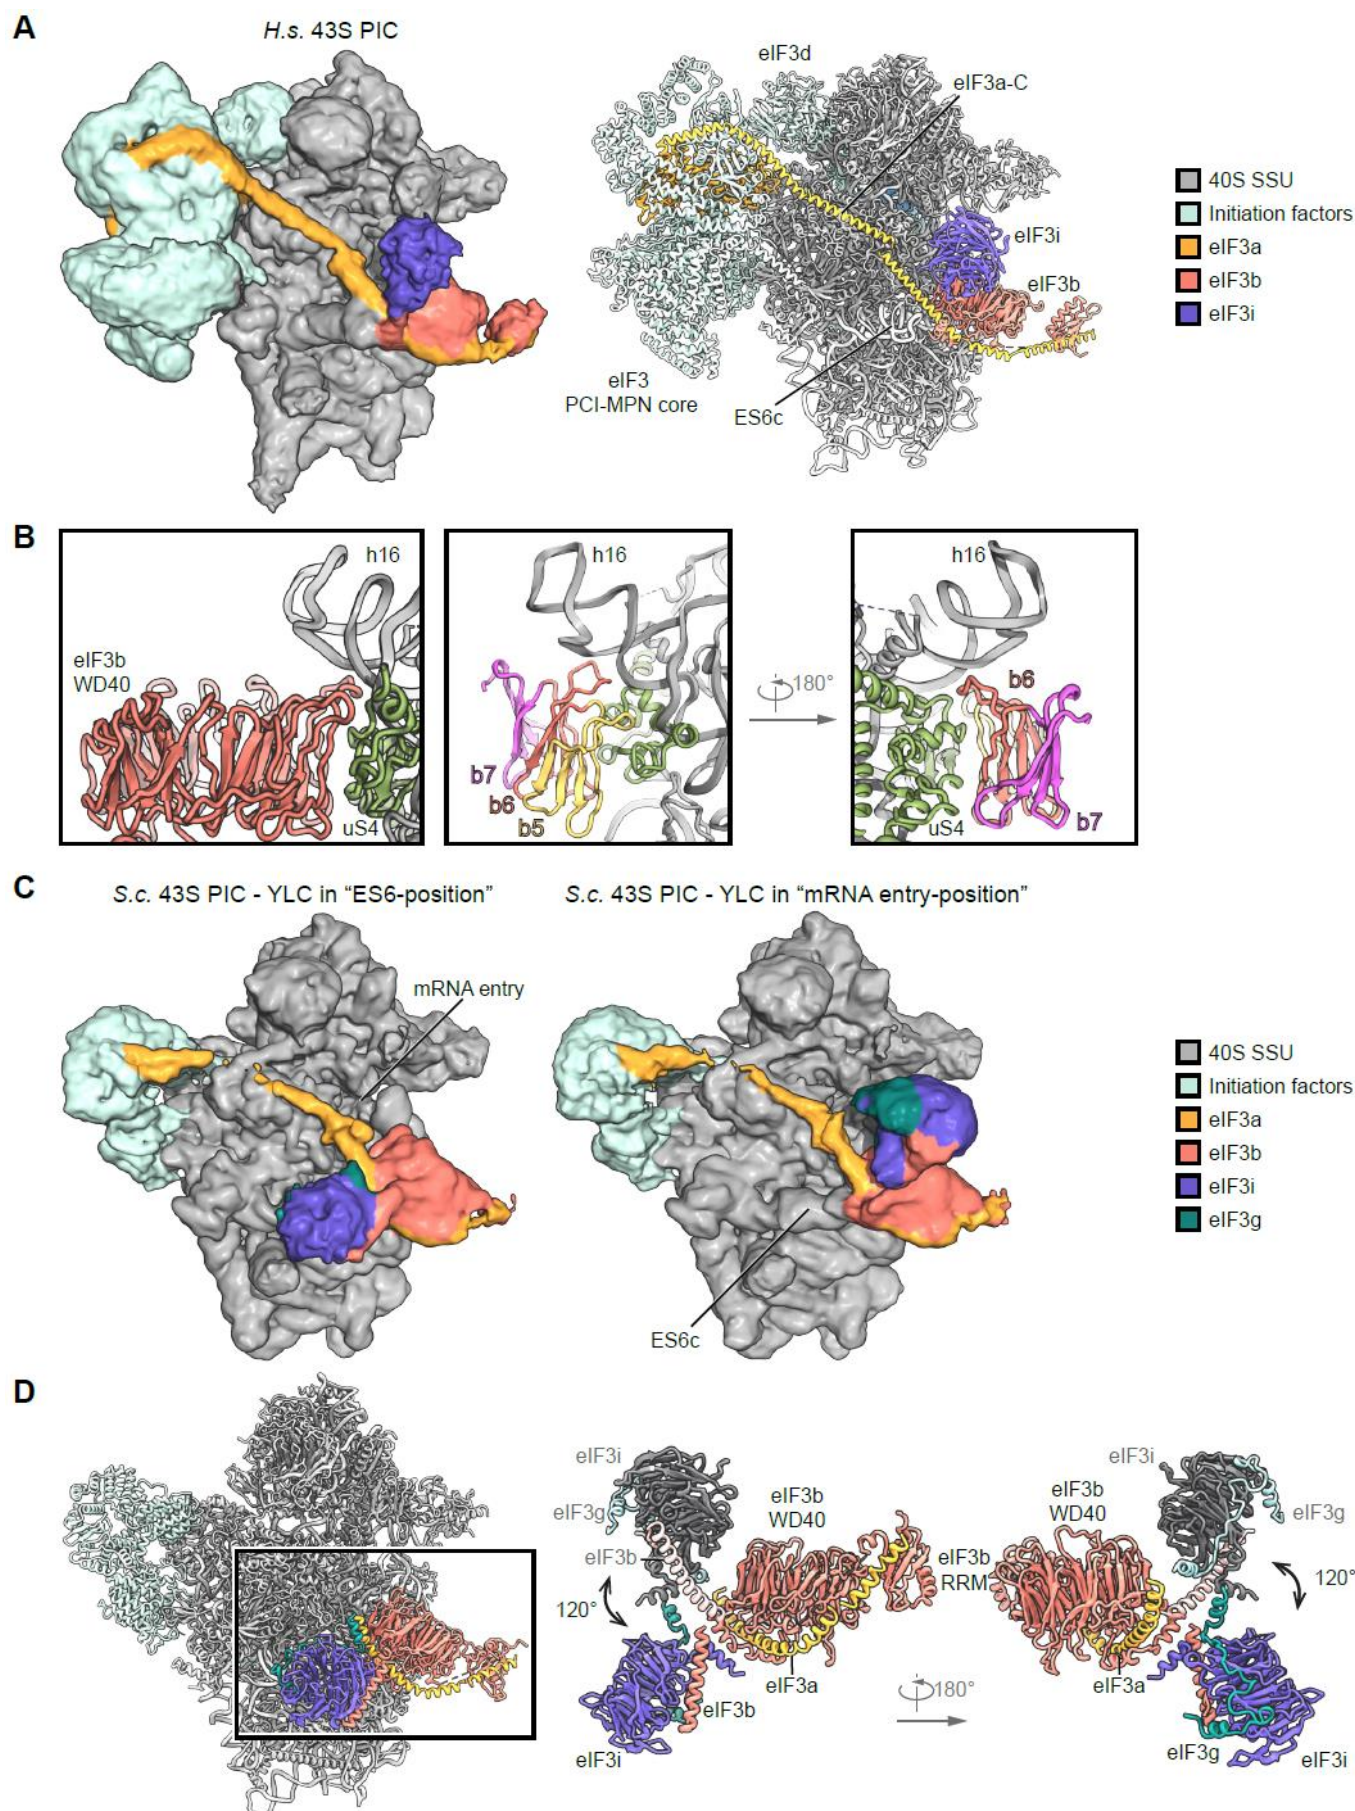 A
H.s. 43S PIC
eIF3d
eIF3a-C
eIF3i
eIF3b
eIF3
PCI-MPN core
ES6c
40S SSU
Initiation factors
eIF3a
eIF3b
eIF3i
B
h16
eIF3b
WD40
uS4
h16
b7
b6
b5
180°
h16
b6
uS4
b7
C
S.c. 43S PIC - YLC in “ES6-position”
S.c. 43S PIC - YLC in “mRNA entry-position”
mRNA entry
ES6c
40S SSU
Initiation factors
eIF3a
eIF3b
eIF3i
eIF3g
D
eIF3i
eIF3g
eIF3b
WD40
eIF3b
120°
eIF3b
RRM
eIF3a
eIF3b
eIF3i
180°
eIF3b
WD40
eIF3i
eIF3g
120°
eIF3a
eIF3g
eIF3i